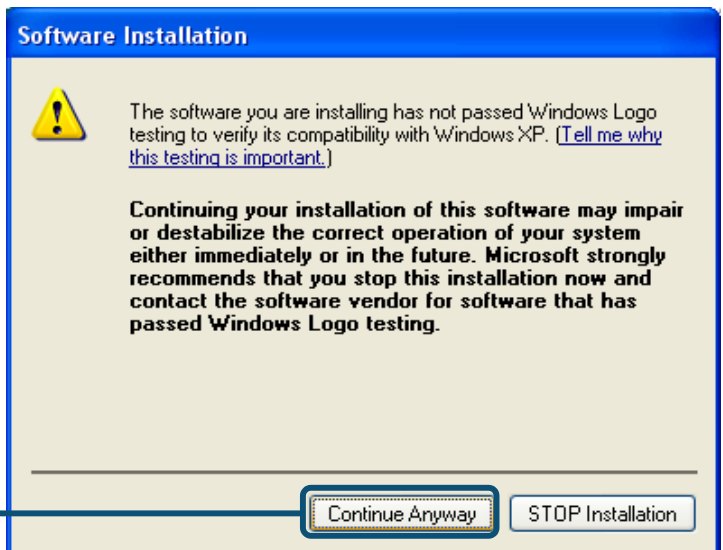 Software Installation
The software you are installing has not passed Windows Logo
testing to verify its compatibility with Windows XP. (Tell me why
this testing is important.)
Continuing your installation of this software may impair
or destabilize the correct operation of your system
either immediately or in the future. Microsoft strongly
recommends that you stop this installation now and
contact the software vendor for software that has
passed Windows Logo testing.
Continue Anyway STOP Installation